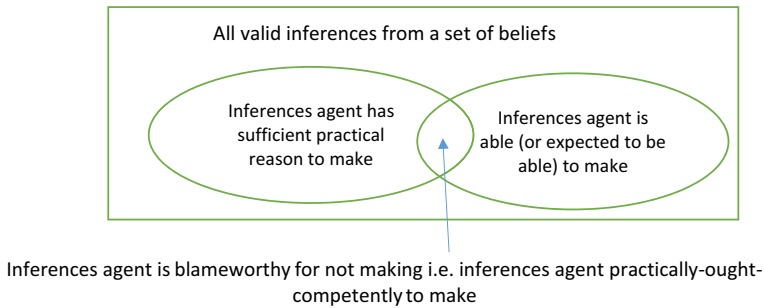 All valid inferences from a set of beliefs
Inferences agent has
sufficient practical
reason to make
Inferences agent is
able (or expected to be
able) to make
Inferences agent is blameworthy for not making i.e. inferences agent practically-ought-
competently to make